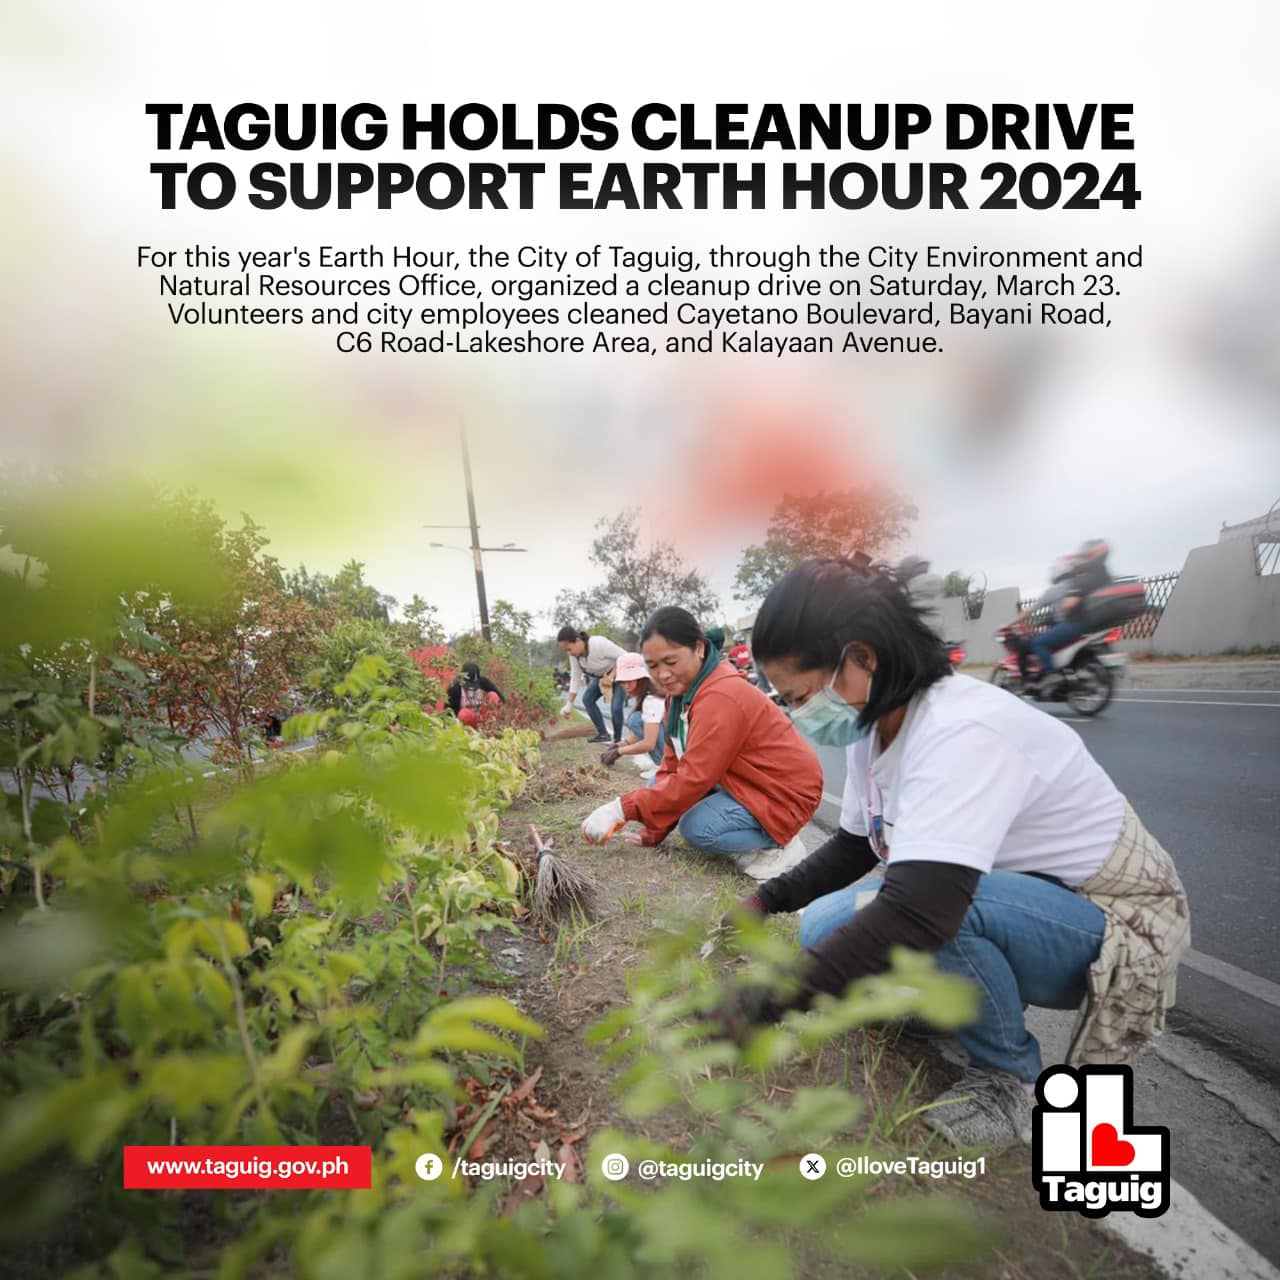 TAGUIG HOLDS CLEANUP DRIVE
TO SUPPORT EARTH HOUR 2024
For this year's Earth Hour, the City of Taguig, through the City Environment and
Natural Resources Office, organized a cleanup drive on Saturday, March 23.
Volunteers and city employees cleaned Cayetano Boulevard, Bayani Road,
C6 Road-Lakeshore Area, and Kalayaan Avenue.
www.taguig.gov.ph
/taguigcity
@taguigcity
@IloveTaguig1
iL
Taguig